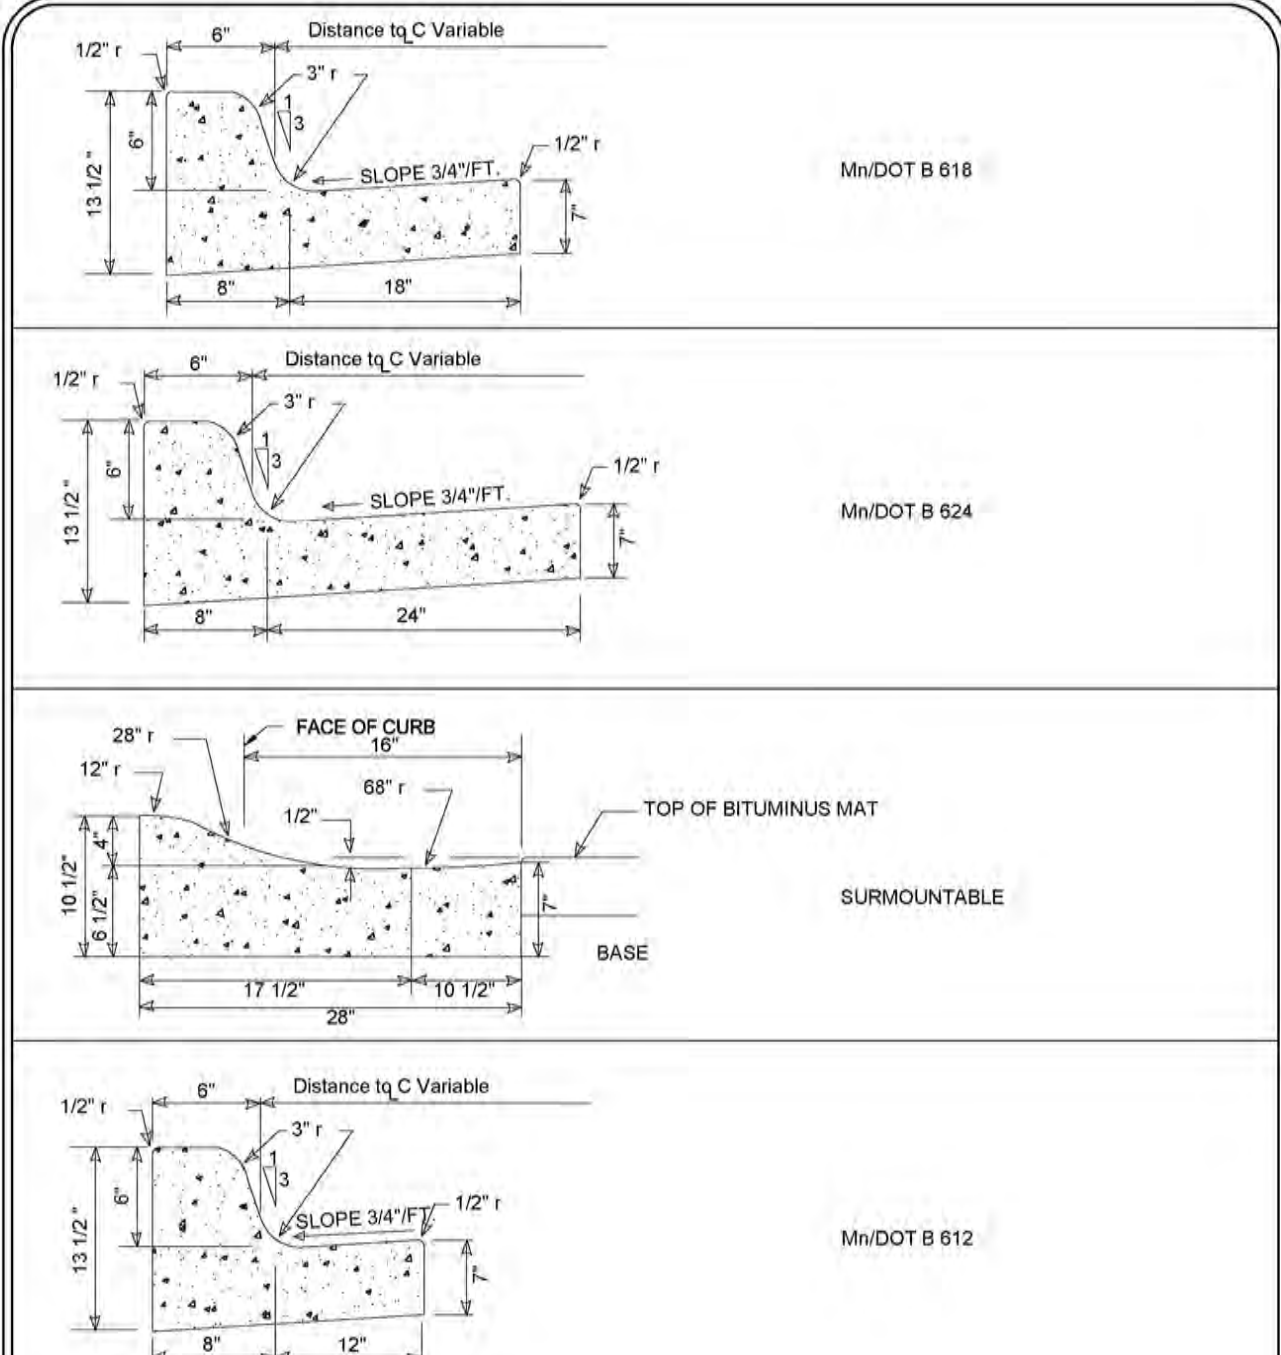 6" Distance to ℄ Variable
1/2" r
3" r
1
3
6"
13 1/2 "
SLOPE 3/4"/FT.
1/2" r
7"
8" 18"
Mn/DOT B 618
6" Distance to ℄ Variable
1/2" r
3" r
1
3
6"
13 1/2 "
SLOPE 3/4"/FT.
1/2" r
7"
8" 24"
Mn/DOT B 624
FACE OF CURB
16"
28" r
12" r
68" r
1/2"
4"
10 1/2"
6 1/2"
7"
TOP OF BITUMINUS MAT
SURMOUNTABLE
BASE
17 1/2" 10 1/2"
28"
6" Distance to ℄ Variable
1/2" r
3" r
1
3
6"
13 1/2 "
SLOPE 3/4"/FT.
1/2" r
7"
8" 12"
Mn/DOT B 612